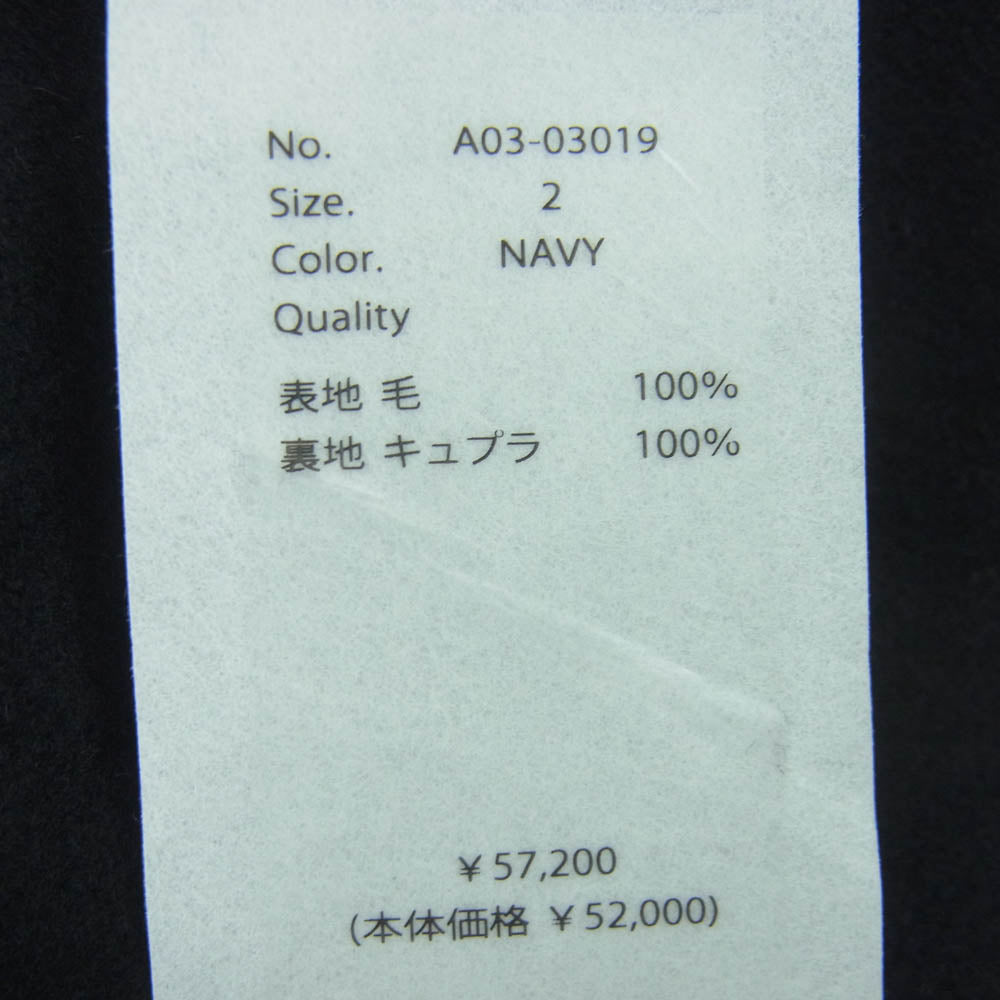 No. A03-03019
Size. 2
Color. NAVY
Quality
表地 毛 100%
裏地 キュプラ 100%
¥57,200
(本体価格 ¥52,000)